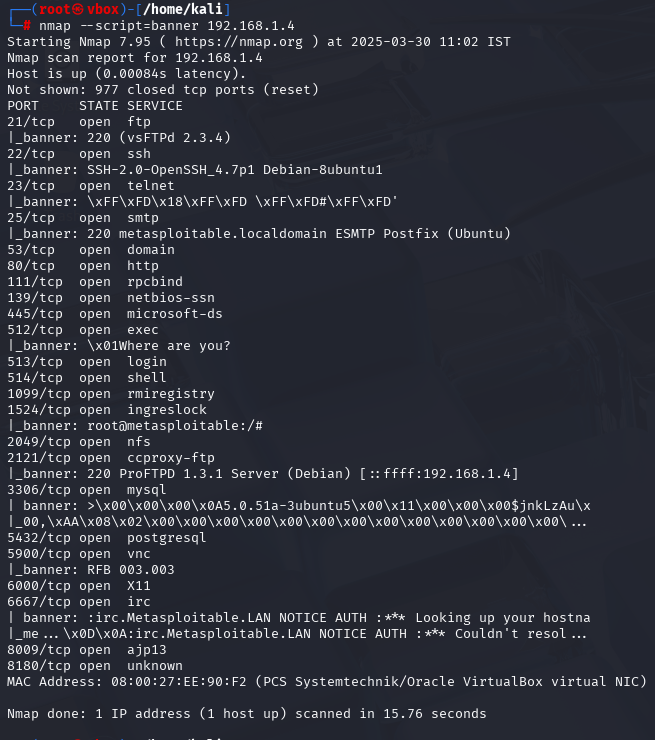 ┌──(root㉿vbox)-[/home/kali]
└─# nmap --script=banner 192.168.1.4
Starting Nmap 7.95 ( https://nmap.org ) at 2025-03-30 11:02 IST
Nmap scan report for 192.168.1.4
Host is up (0.00084s latency).
Not shown: 977 closed tcp ports (reset)
PORT     STATE SERVICE
21/tcp   open  ftp
|_banner: 220 (vsFTPd 2.3.4)
22/tcp   open  ssh
|_banner: SSH-2.0-OpenSSH_4.7p1 Debian-8ubuntu1
23/tcp   open  telnet
|_banner: \xFF\xFD\x18\xFF\xFD \xFF\xFD#\xFF\xFD'
25/tcp   open  smtp
|_banner: 220 metasploitable.localdomain ESMTP Postfix (Ubuntu)
53/tcp   open  domain
80/tcp   open  http
111/tcp  open  rpcbind
139/tcp  open  netbios-ssn
445/tcp  open  microsoft-ds
512/tcp  open  exec
|_banner: \x01Where are you?
513/tcp  open  login
514/tcp  open  shell
1099/tcp open  rmiregistry
1524/tcp open  ingreslock
|_banner: root@metasploitable:/#
2049/tcp open  nfs
2121/tcp open  ccproxy-ftp
|_banner: 220 ProFTPD 1.3.1 Server (Debian) [::ffff:192.168.1.4]
3306/tcp open  mysql
| banner: >\x00\x00\x00\x0A5.0.51a-3ubuntu5\x00\x11\x00\x00\x00$jnkLzAu\x
|_00,\xAA\x08\x02\x00\x00\x00\x00\x00\x00\x00\x00\x00\x00\x00\x00\x00\...
5432/tcp open  postgresql
5900/tcp open  vnc
|_banner: RFB 003.003
6000/tcp open  X11
6667/tcp open  irc
| banner: :irc.Metasploitable.LAN NOTICE AUTH :*** Looking up your hostna
|_me...\x0D\x0A:irc.Metasploitable.LAN NOTICE AUTH :*** Couldn't resol...
8009/tcp open  ajp13
8180/tcp open  unknown
MAC Address: 08:00:27:EE:90:F2 (PCS Systemtechnik/Oracle VirtualBox virtual NIC)
Nmap done: 1 IP address (1 host up) scanned in 15.76 seconds